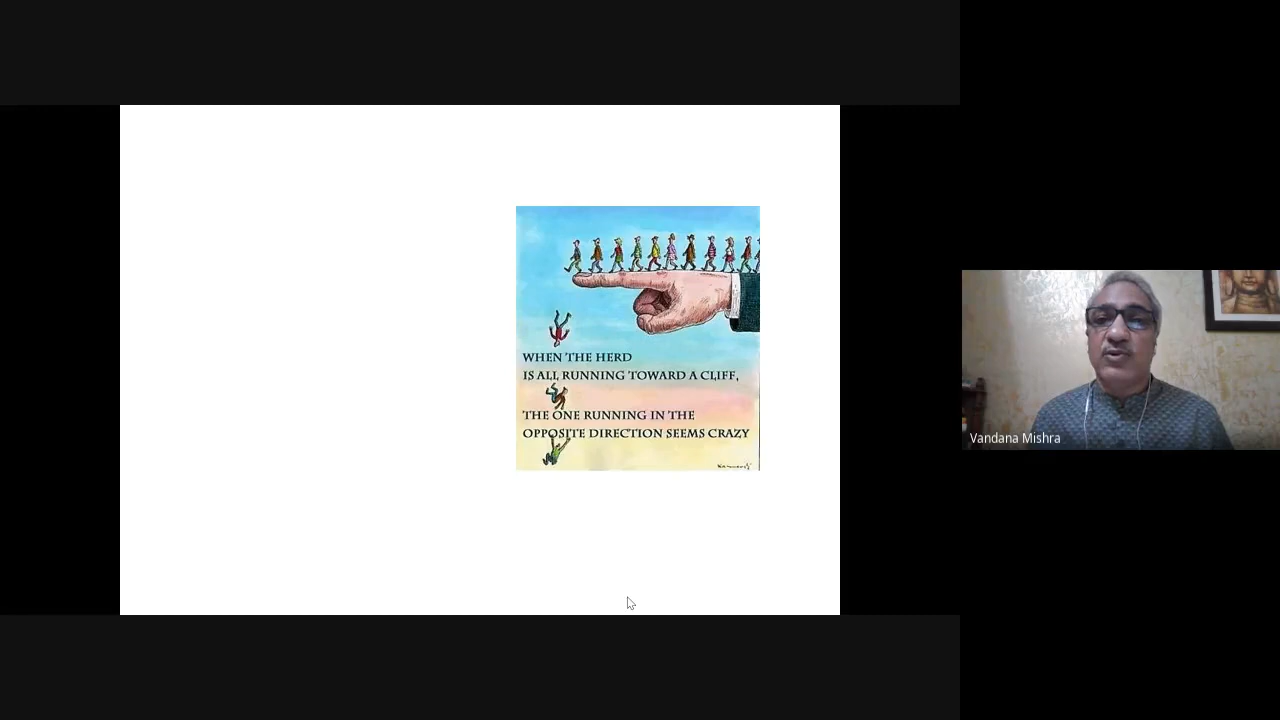 WHEN THE HERD
IS ALL RUNNING TOWARD A CLIFF,
THE ONE RUNNING IN THE
OPPOSITE DIRECTION SEEMS CRAZY
Vandana Mishra